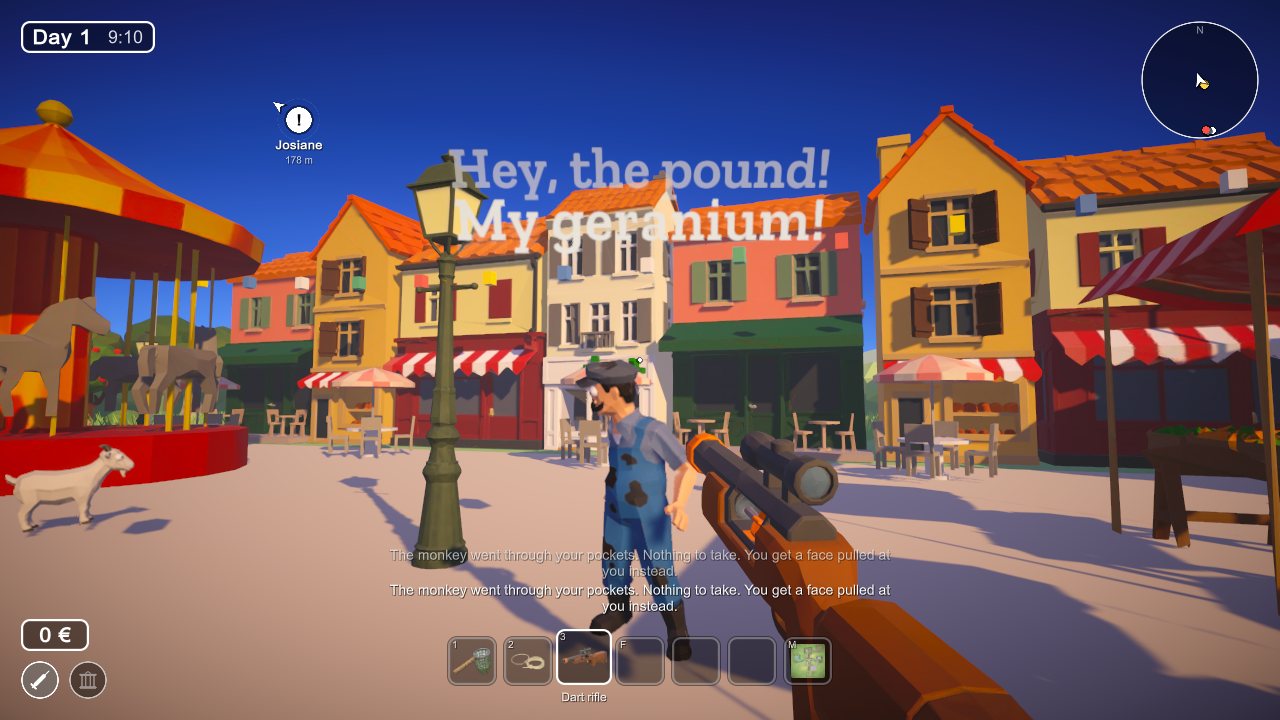 Day 1 9:10
N
!
Josiane
178 m
Hey, the pound!
My geranium!
The monkey went through your pockets. Nothing to take. You get a face pulled at
you instead.
The monkey went through your pockets. Nothing to take. You get a face pulled at
you instead.
0 €
1
2
3
F
M
Dart rifle